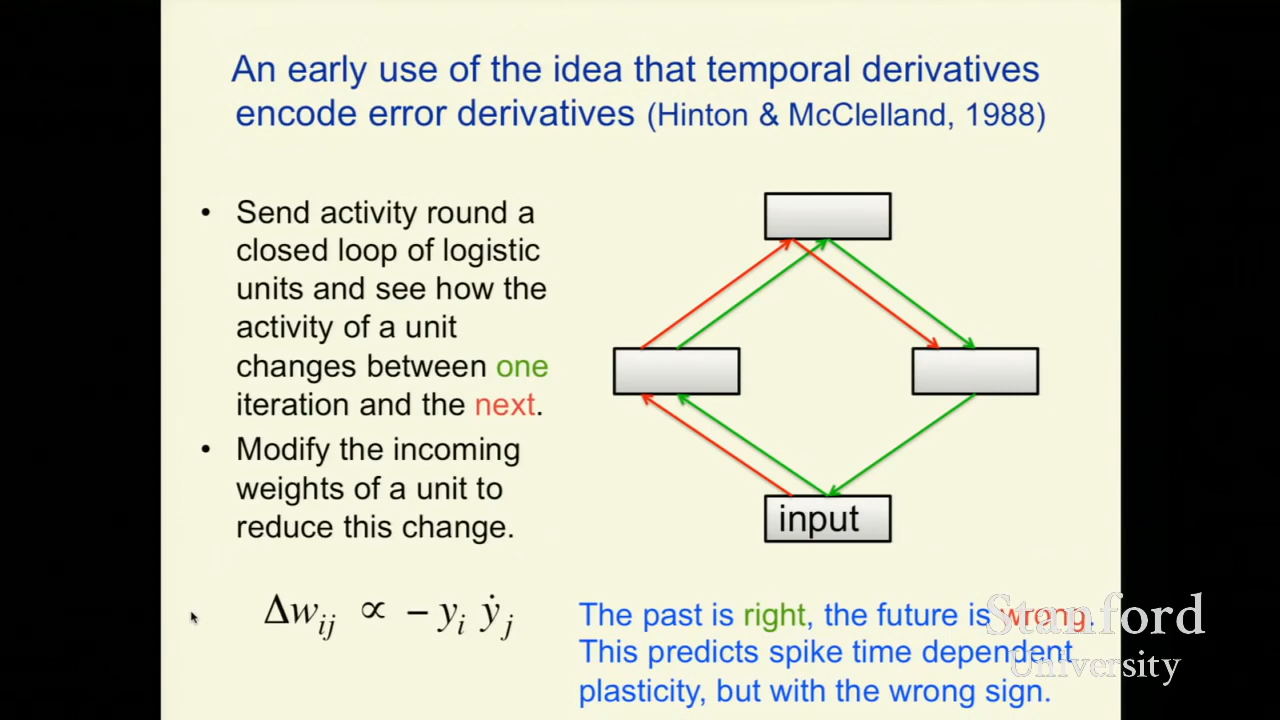 An early use of the idea that temporal derivatives
encode error derivatives (Hinton & McClelland, 1988)
• Send activity round a
closed loop of logistic
units and see how the
activity of a unit
changes between one
iteration and the next.
• Modify the incoming
weights of a unit to
reduce this change.
Δw_{ij} ∝ − y_i ẏ_j
input
The past is right, the future is wrong.
This predicts spike time dependent
plasticity, but with the wrong sign.
Stanford
University